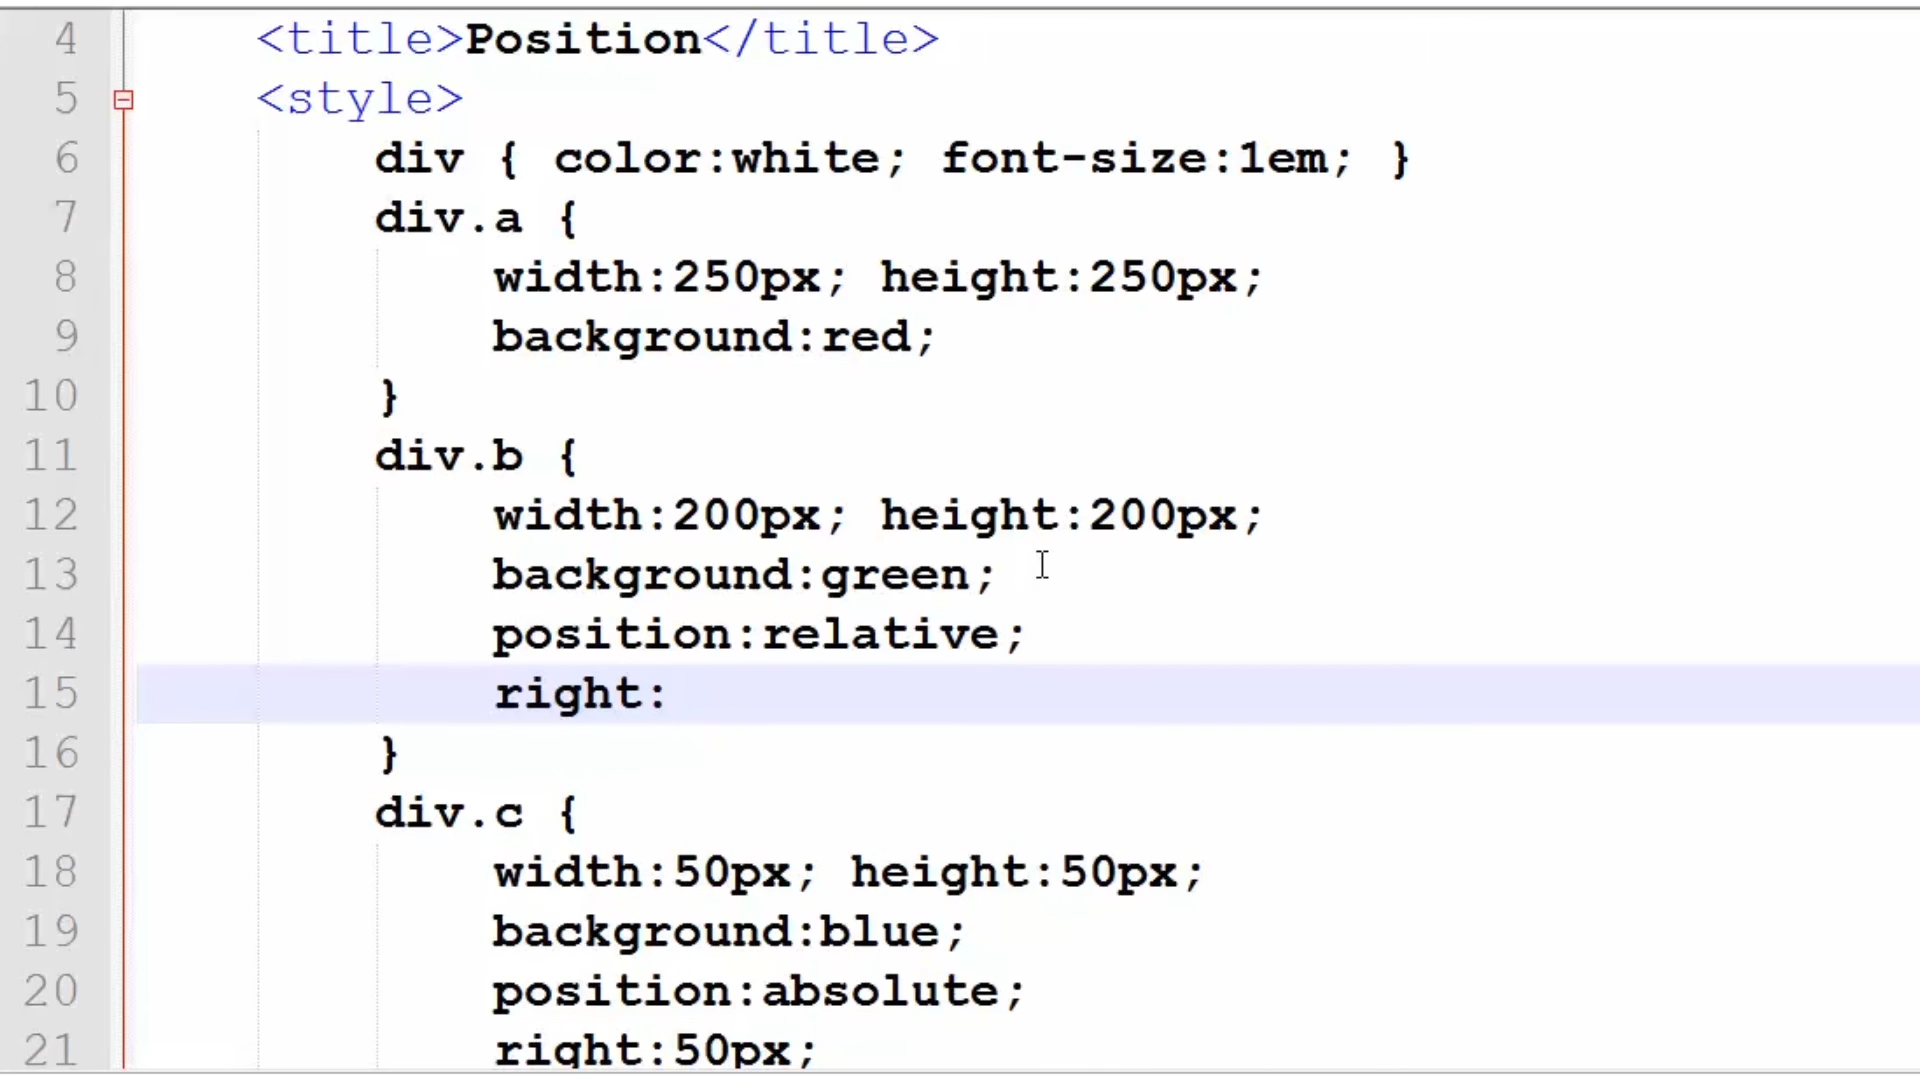 4 <title>Position</title>
5 <style>
6 div { color:white; font-size:1em; }
7 div.a {
8 width:250px; height:250px;
9 background:red;
10 }
11 div.b {
12 width:200px; height:200px;
13 background:green;
14 position:relative;
15 right:
16 }
17 div.c {
18 width:50px; height:50px;
19 background:blue;
20 position:absolute;
21 right:50px;